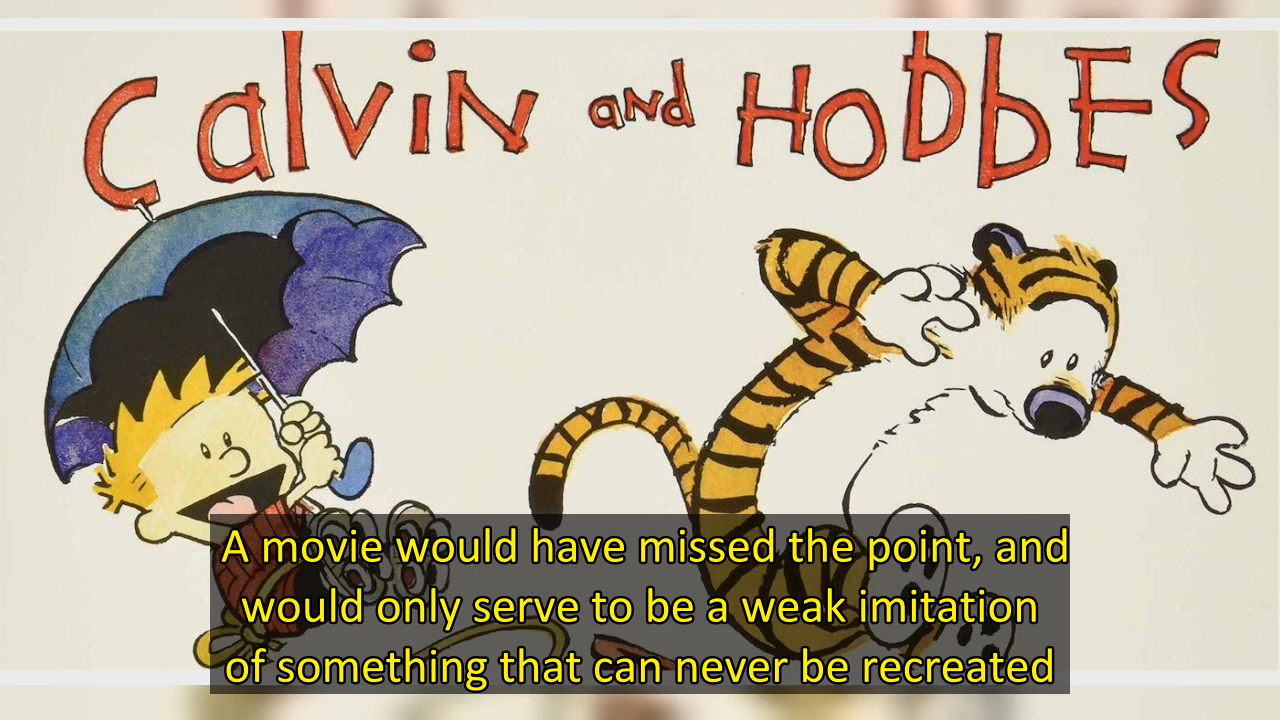 Calvin and HobbEs
A movie would have missed the point, and
would only serve to be a weak imitation
of something that can never be recreated